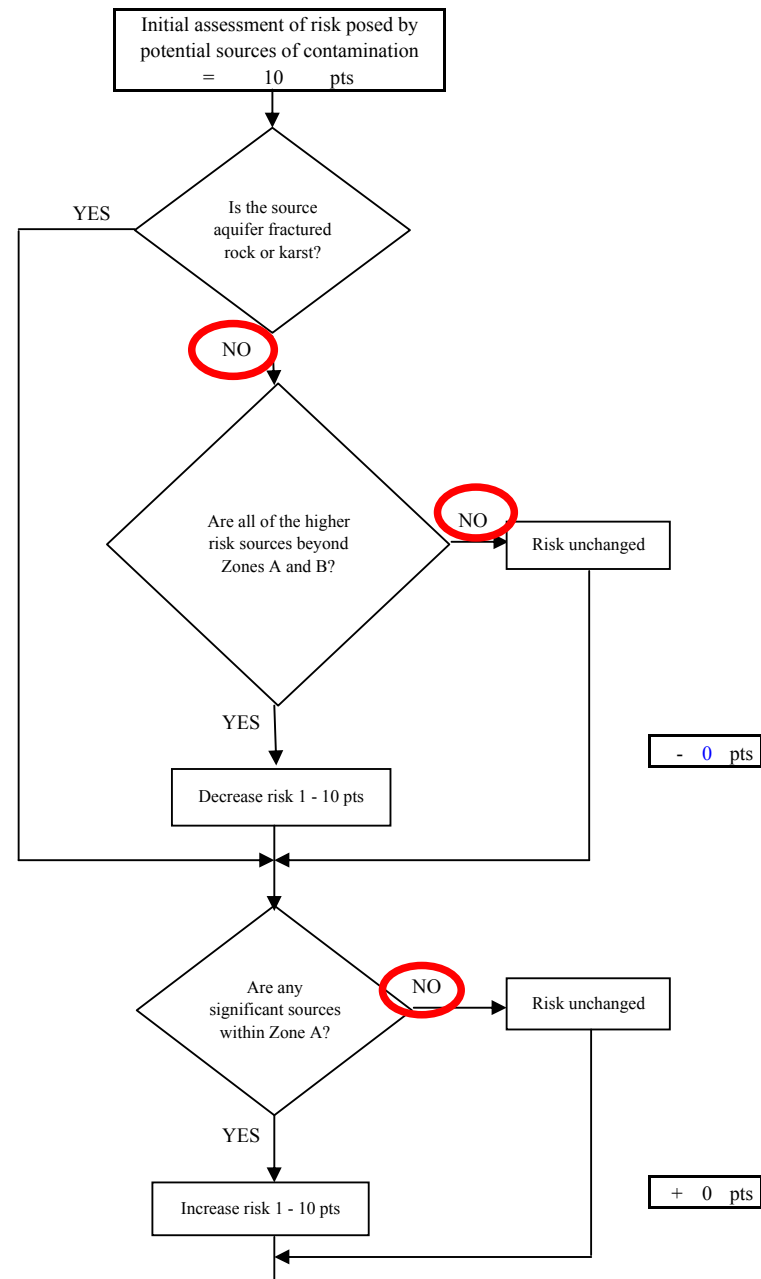 Initial assessment of risk posed by
potential sources of contamination
= 10 pts
YES
Is the source
aquifer fractured
rock or karst?
NO
Are all of the higher
risk sources beyond
Zones A and B?
NO
Risk unchanged
YES
- 0 pts
Decrease risk 1 - 10 pts
Are any
significant sources
within Zone A?
NO
Risk unchanged
YES
+ 0 pts
Increase risk 1 - 10 pts